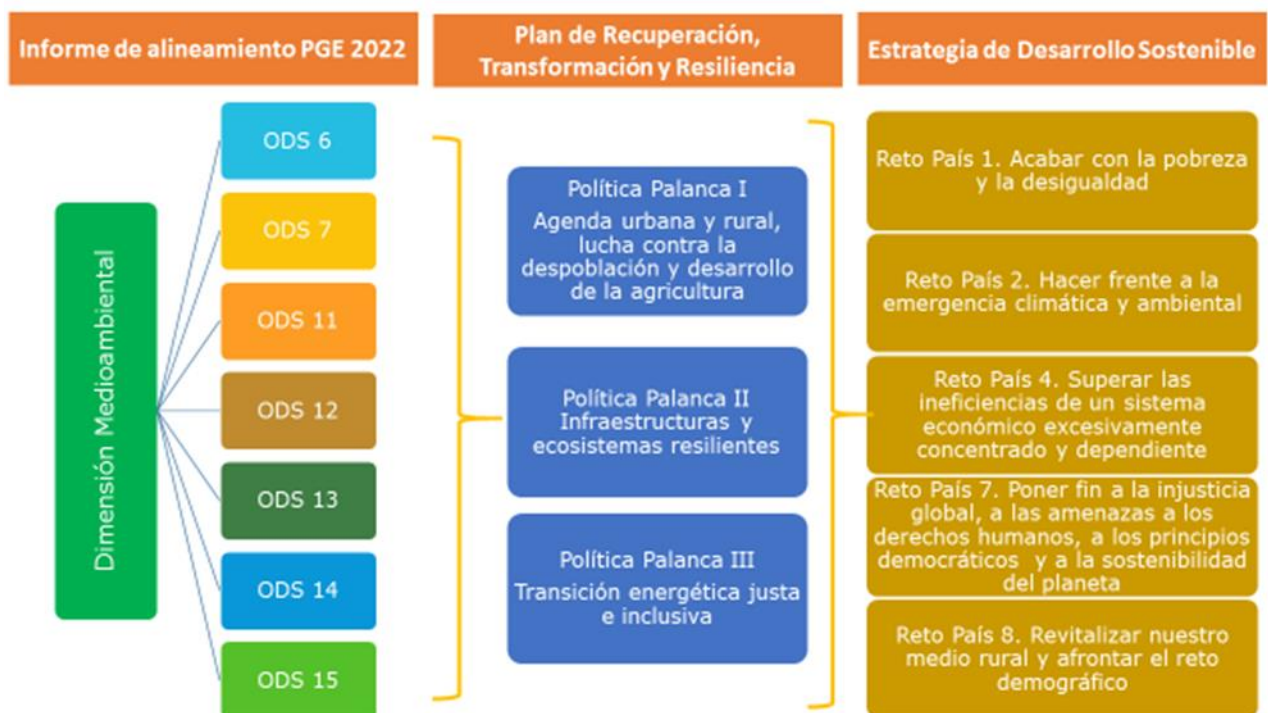 Informe de alineamiento PGE 2022
Plan de Recuperación,
Transformación y Resiliencia
Estrategia de Desarrollo Sostenible
Dimensión Medioambiental
ODS 6
ODS 7
ODS 11
ODS 12
ODS 13
ODS 14
ODS 15
Política Palanca I
Agenda urbana y rural,
lucha contra la
despoblación y desarrollo
de la agricultura
Política Palanca II
Infraestructuras y
ecosistemas resilientes
Política Palanca III
Transición energética justa
e inclusiva
Reto País 1. Acabar con la pobreza
y la desigualdad
Reto País 2. Hacer frente a la
emergencia climática y ambiental
Reto País 4. Superar las
ineficiencias de un sistema
económico excesivamente
concentrado y dependiente
Reto País 7. Poner fin a la injusticia
global, a las amenazas a los
derechos humanos, a los principios
democráticos y a la sostenibilidad
del planeta
Reto País 8. Revitalizar nuestro
medio rural y afrontar el reto
demográfico